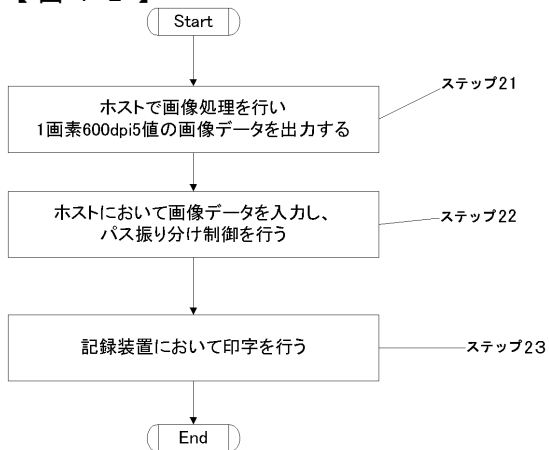 Start
ステップ21
ホストで画像処理を行い
1画素600dpi5値の画像データを出力する
ホストにおいて画像データを入力し、
パス振り分け制御を行う
ステップ22
記録装置において印字を行う
ステップ23
End